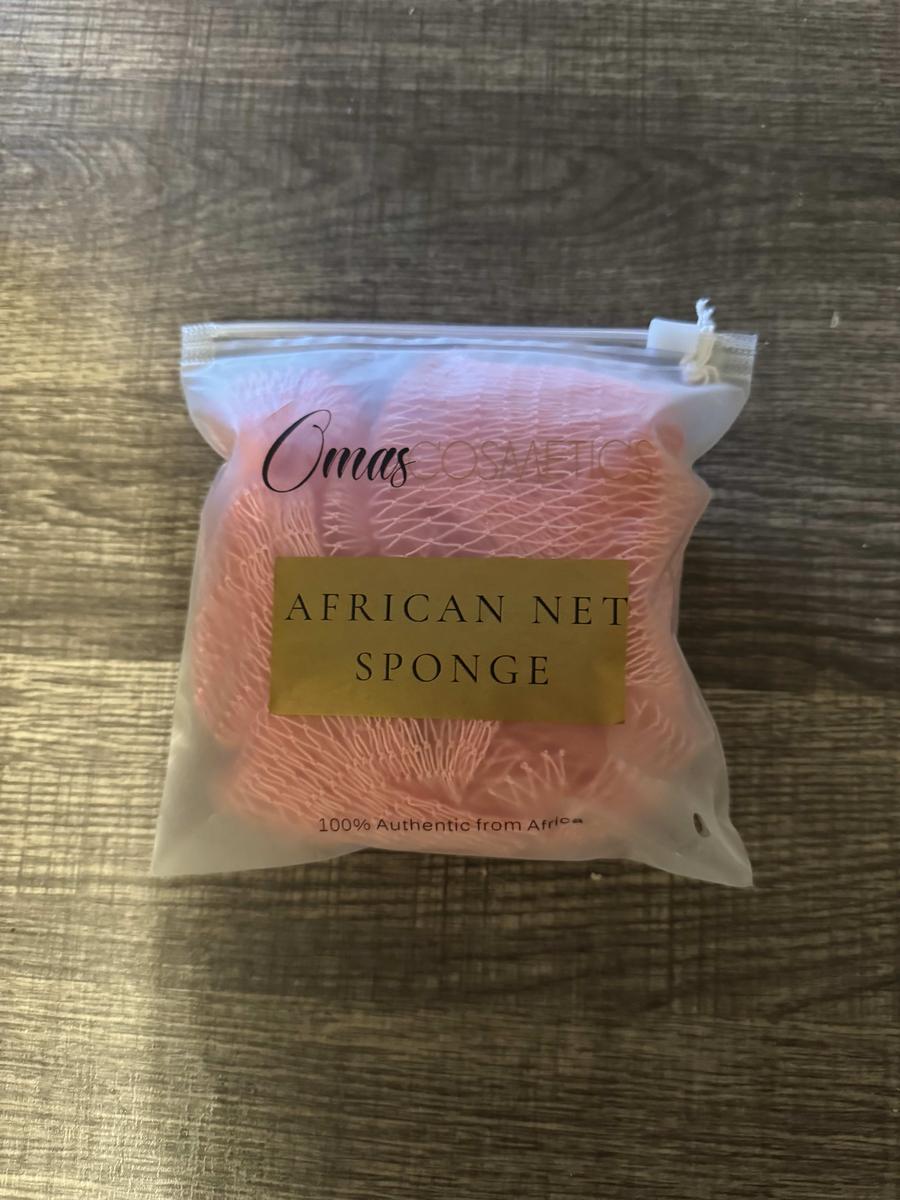 Omas COSMETICS
AFRICAN NET
SPONGE
100% Authentic from Africa